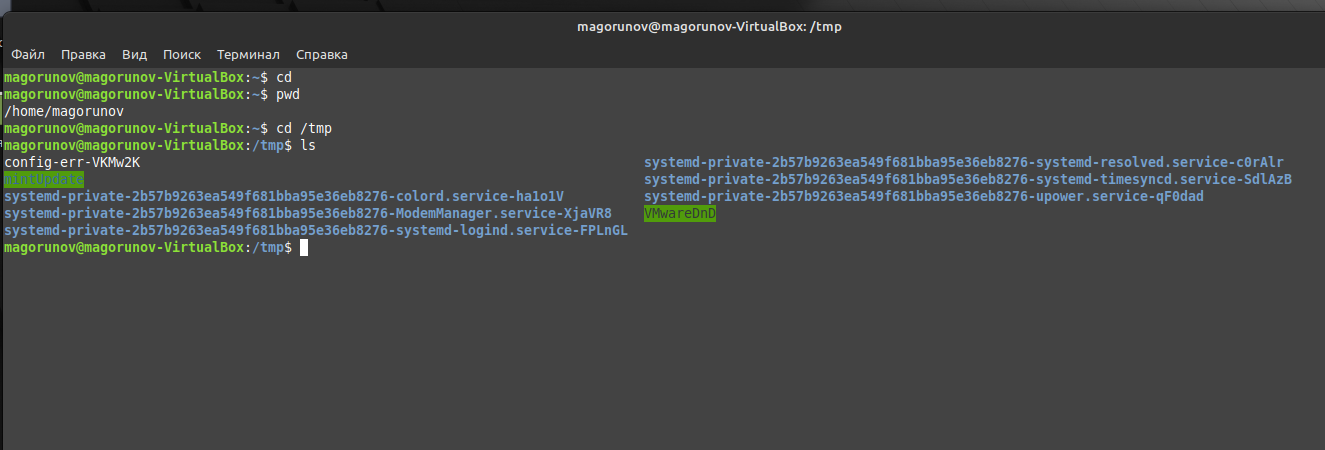 magorunov@magorunov-VirtualBox: /tmp
Файл Правка Вид Поиск Терминал Справка
magorunov@magorunov-VirtualBox:~$ cd
magorunov@magorunov-VirtualBox:~$ pwd
/home/magorunov
magorunov@magorunov-VirtualBox:~$ cd /tmp
magorunov@magorunov-VirtualBox:/tmp$ ls
config-err-VKMw2K systemd-private-2b57b9263ea549f681bba95e36eb8276-systemd-resolved.service-c0rAlr
mintUpdate systemd-private-2b57b9263ea549f681bba95e36eb8276-systemd-timesyncd.service-SdlAzB
systemd-private-2b57b9263ea549f681bba95e36eb8276-colord.service-ha1o1V systemd-private-2b57b9263ea549f681bba95e36eb8276-upower.service-qF0dad
systemd-private-2b57b9263ea549f681bba95e36eb8276-ModemManager.service-XjaVR8 VMwareDnD
systemd-private-2b57b9263ea549f681bba95e36eb8276-systemd-logind.service-FPLnGL
magorunov@magorunov-VirtualBox:/tmp$